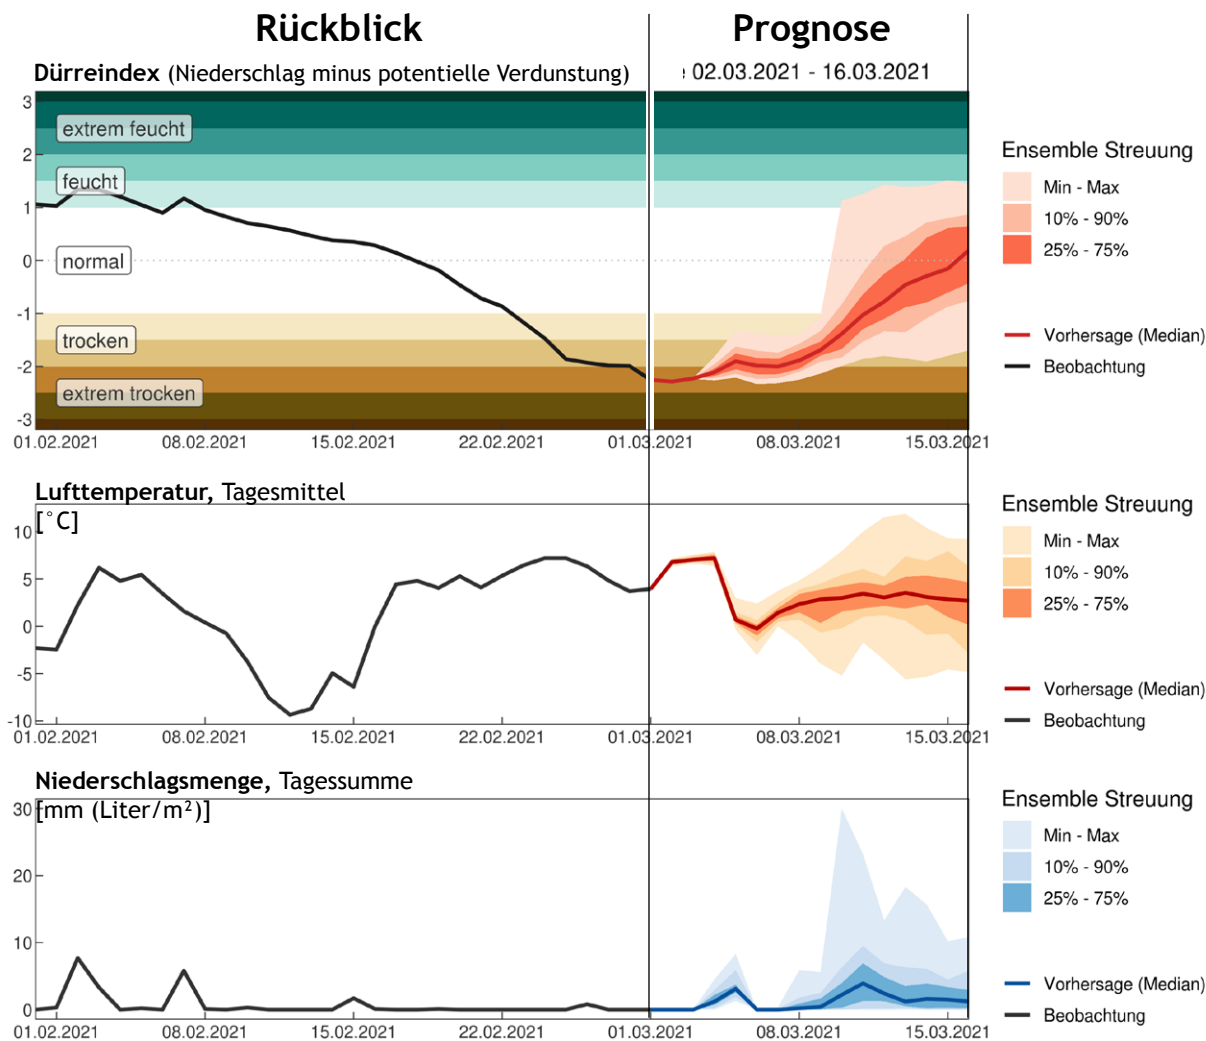 Rückblick
Prognose
Dürreindex (Niederschlag minus potentielle Verdunstung)
02.03.2021 - 16.03.2021
3
2
1
0
-1
-2
-3
extrem feucht
feucht
normal
trocken
extrem trocken
01.02.2021 08.02.2021 15.02.2021 22.02.2021 01.03.2021 08.03.2021 15.03.2021
Ensemble Streuung
Min - Max
10% - 90%
25% - 75%
Vorhersage (Median)
Beobachtung
Lufttemperatur, Tagesmittel
[°C]
10
5
0
-5
-10
01.02.2021 08.02.2021 15.02.2021 22.02.2021 01.03.2021 08.03.2021 15.03.2021
Ensemble Streuung
Min - Max
10% - 90%
25% - 75%
Vorhersage (Median)
Beobachtung
Niederschlagsmenge, Tagessumme
[mm (Liter/m²)]
30
20
10
0
01.02.2021 08.02.2021 15.02.2021 22.02.2021 01.03.2021 08.03.2021 15.03.2021
Ensemble Streuung
Min - Max
10% - 90%
25% - 75%
Vorhersage (Median)
Beobachtung